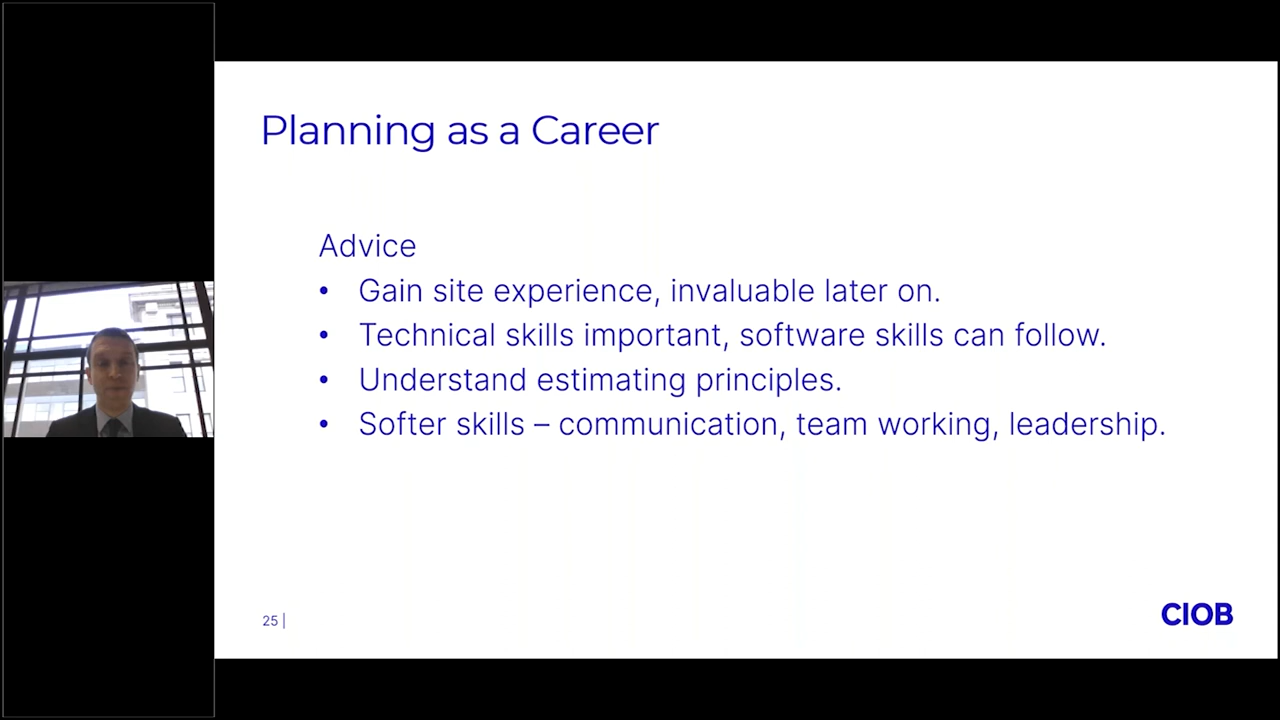 Planning as a Career
Advice
• Gain site experience, invaluable later on.
• Technical skills important, software skills can follow.
• Understand estimating principles.
• Softer skills – communication, team working, leadership.
25 |
CIOB